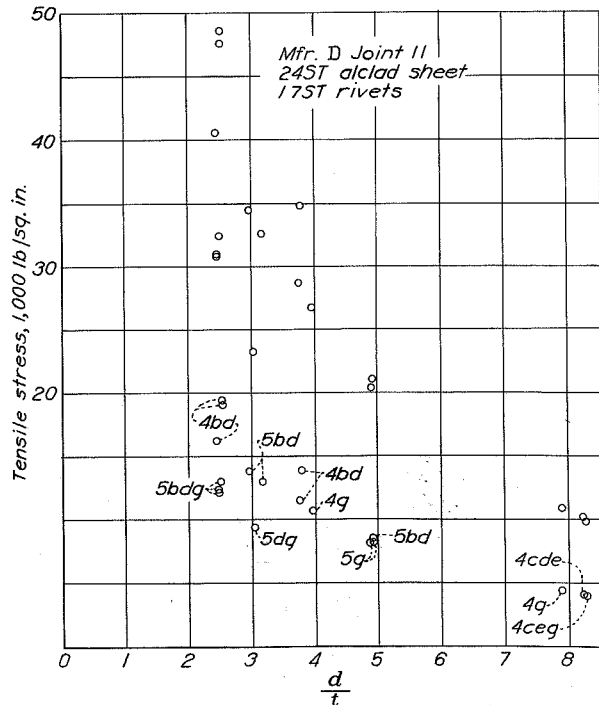 50
Mfr. D Joint II
24ST alclad sheet
17ST rivets
40
30
Tensile stress, 1,000 lb/sq. in.
20
4bd
5bd
5bdg
4bd
4g
5dg
5g
5bd
4cde
4g
4ceg
0
1
2
3
4
5
6
7
8
d
t